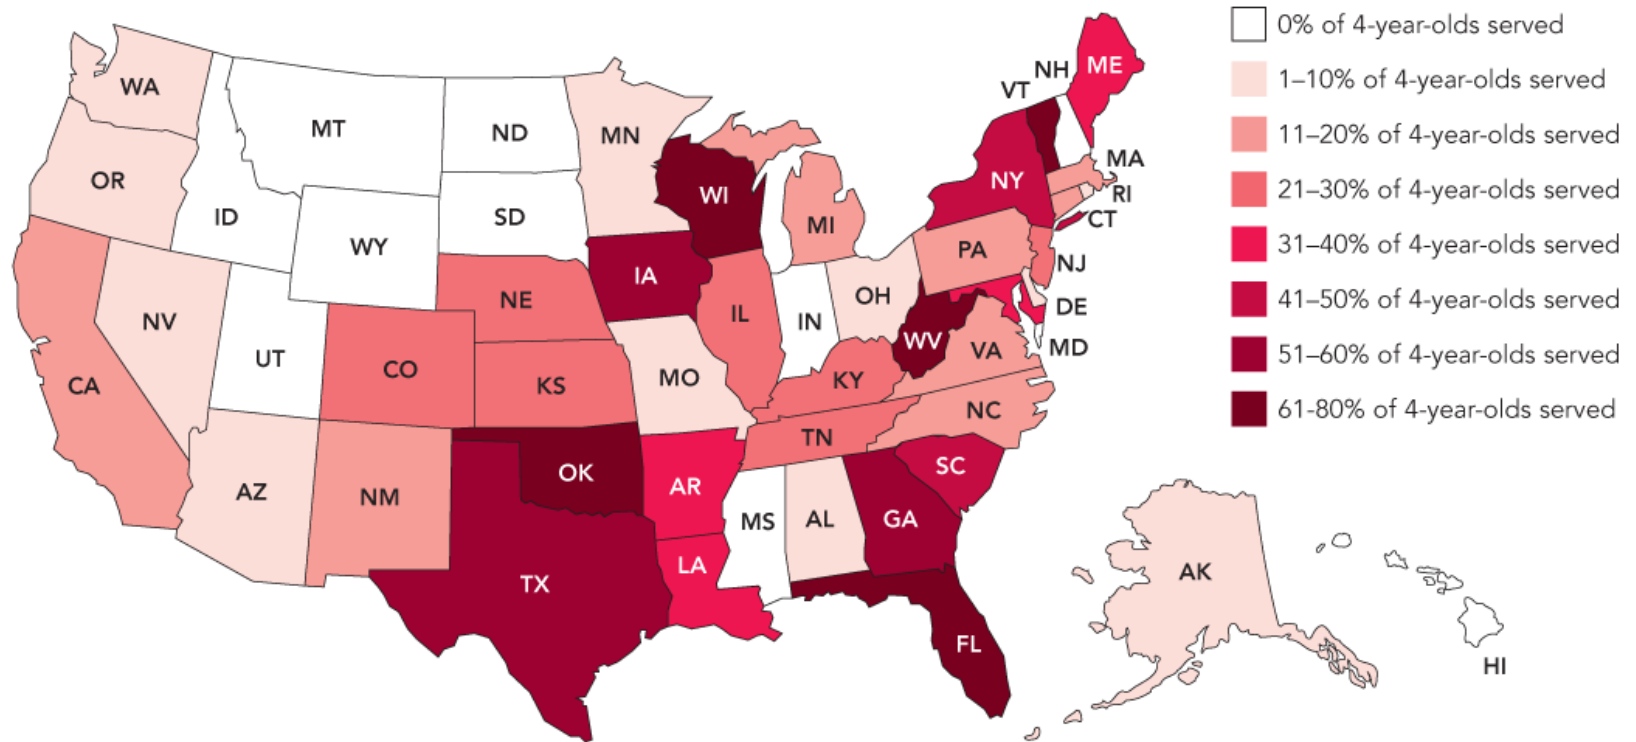 0% of 4-year-olds served
1–10% of 4-year-olds served
11–20% of 4-year-olds served
21–30% of 4-year-olds served
31–40% of 4-year-olds served
41–50% of 4-year-olds served
51–60% of 4-year-olds served
61-80% of 4-year-olds served
WA
MT
ND
MN
VT
NH
ME
OR
ID
SD
WI
NY
MA
RI
CT
WY
MI
PA
NJ
NV
UT
NE
IA
IL
IN
OH
DE
MD
CA
CO
KS
MO
KY
WV
VA
AZ
NM
OK
AR
TN
NC
SC
TX
LA
MS
AL
GA
FL
AK
HI